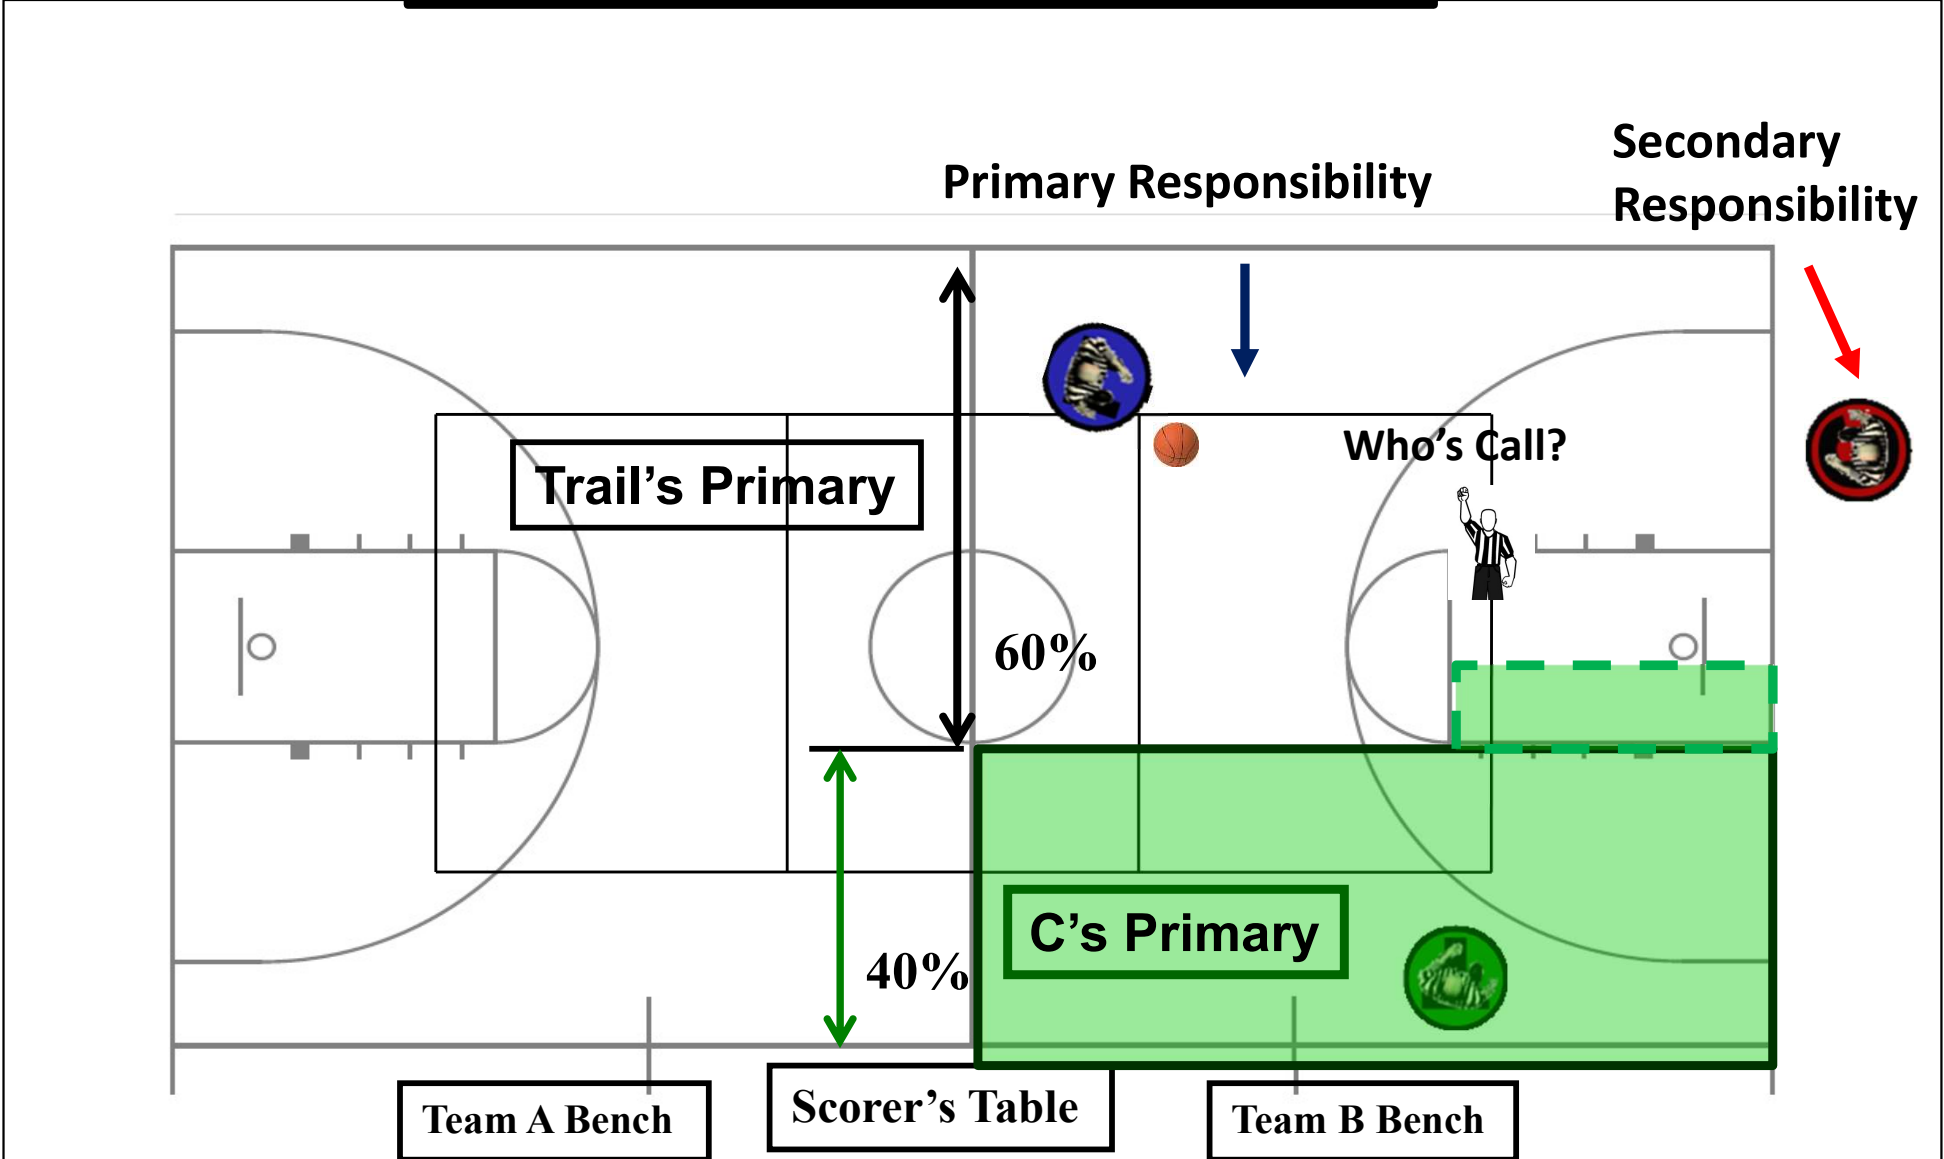 Secondary
Responsibility
Primary Responsibility
Who's Call?
Trail's Primary
60%
C's Primary
40%
Scorer's Table
Team A Bench
Team B Bench